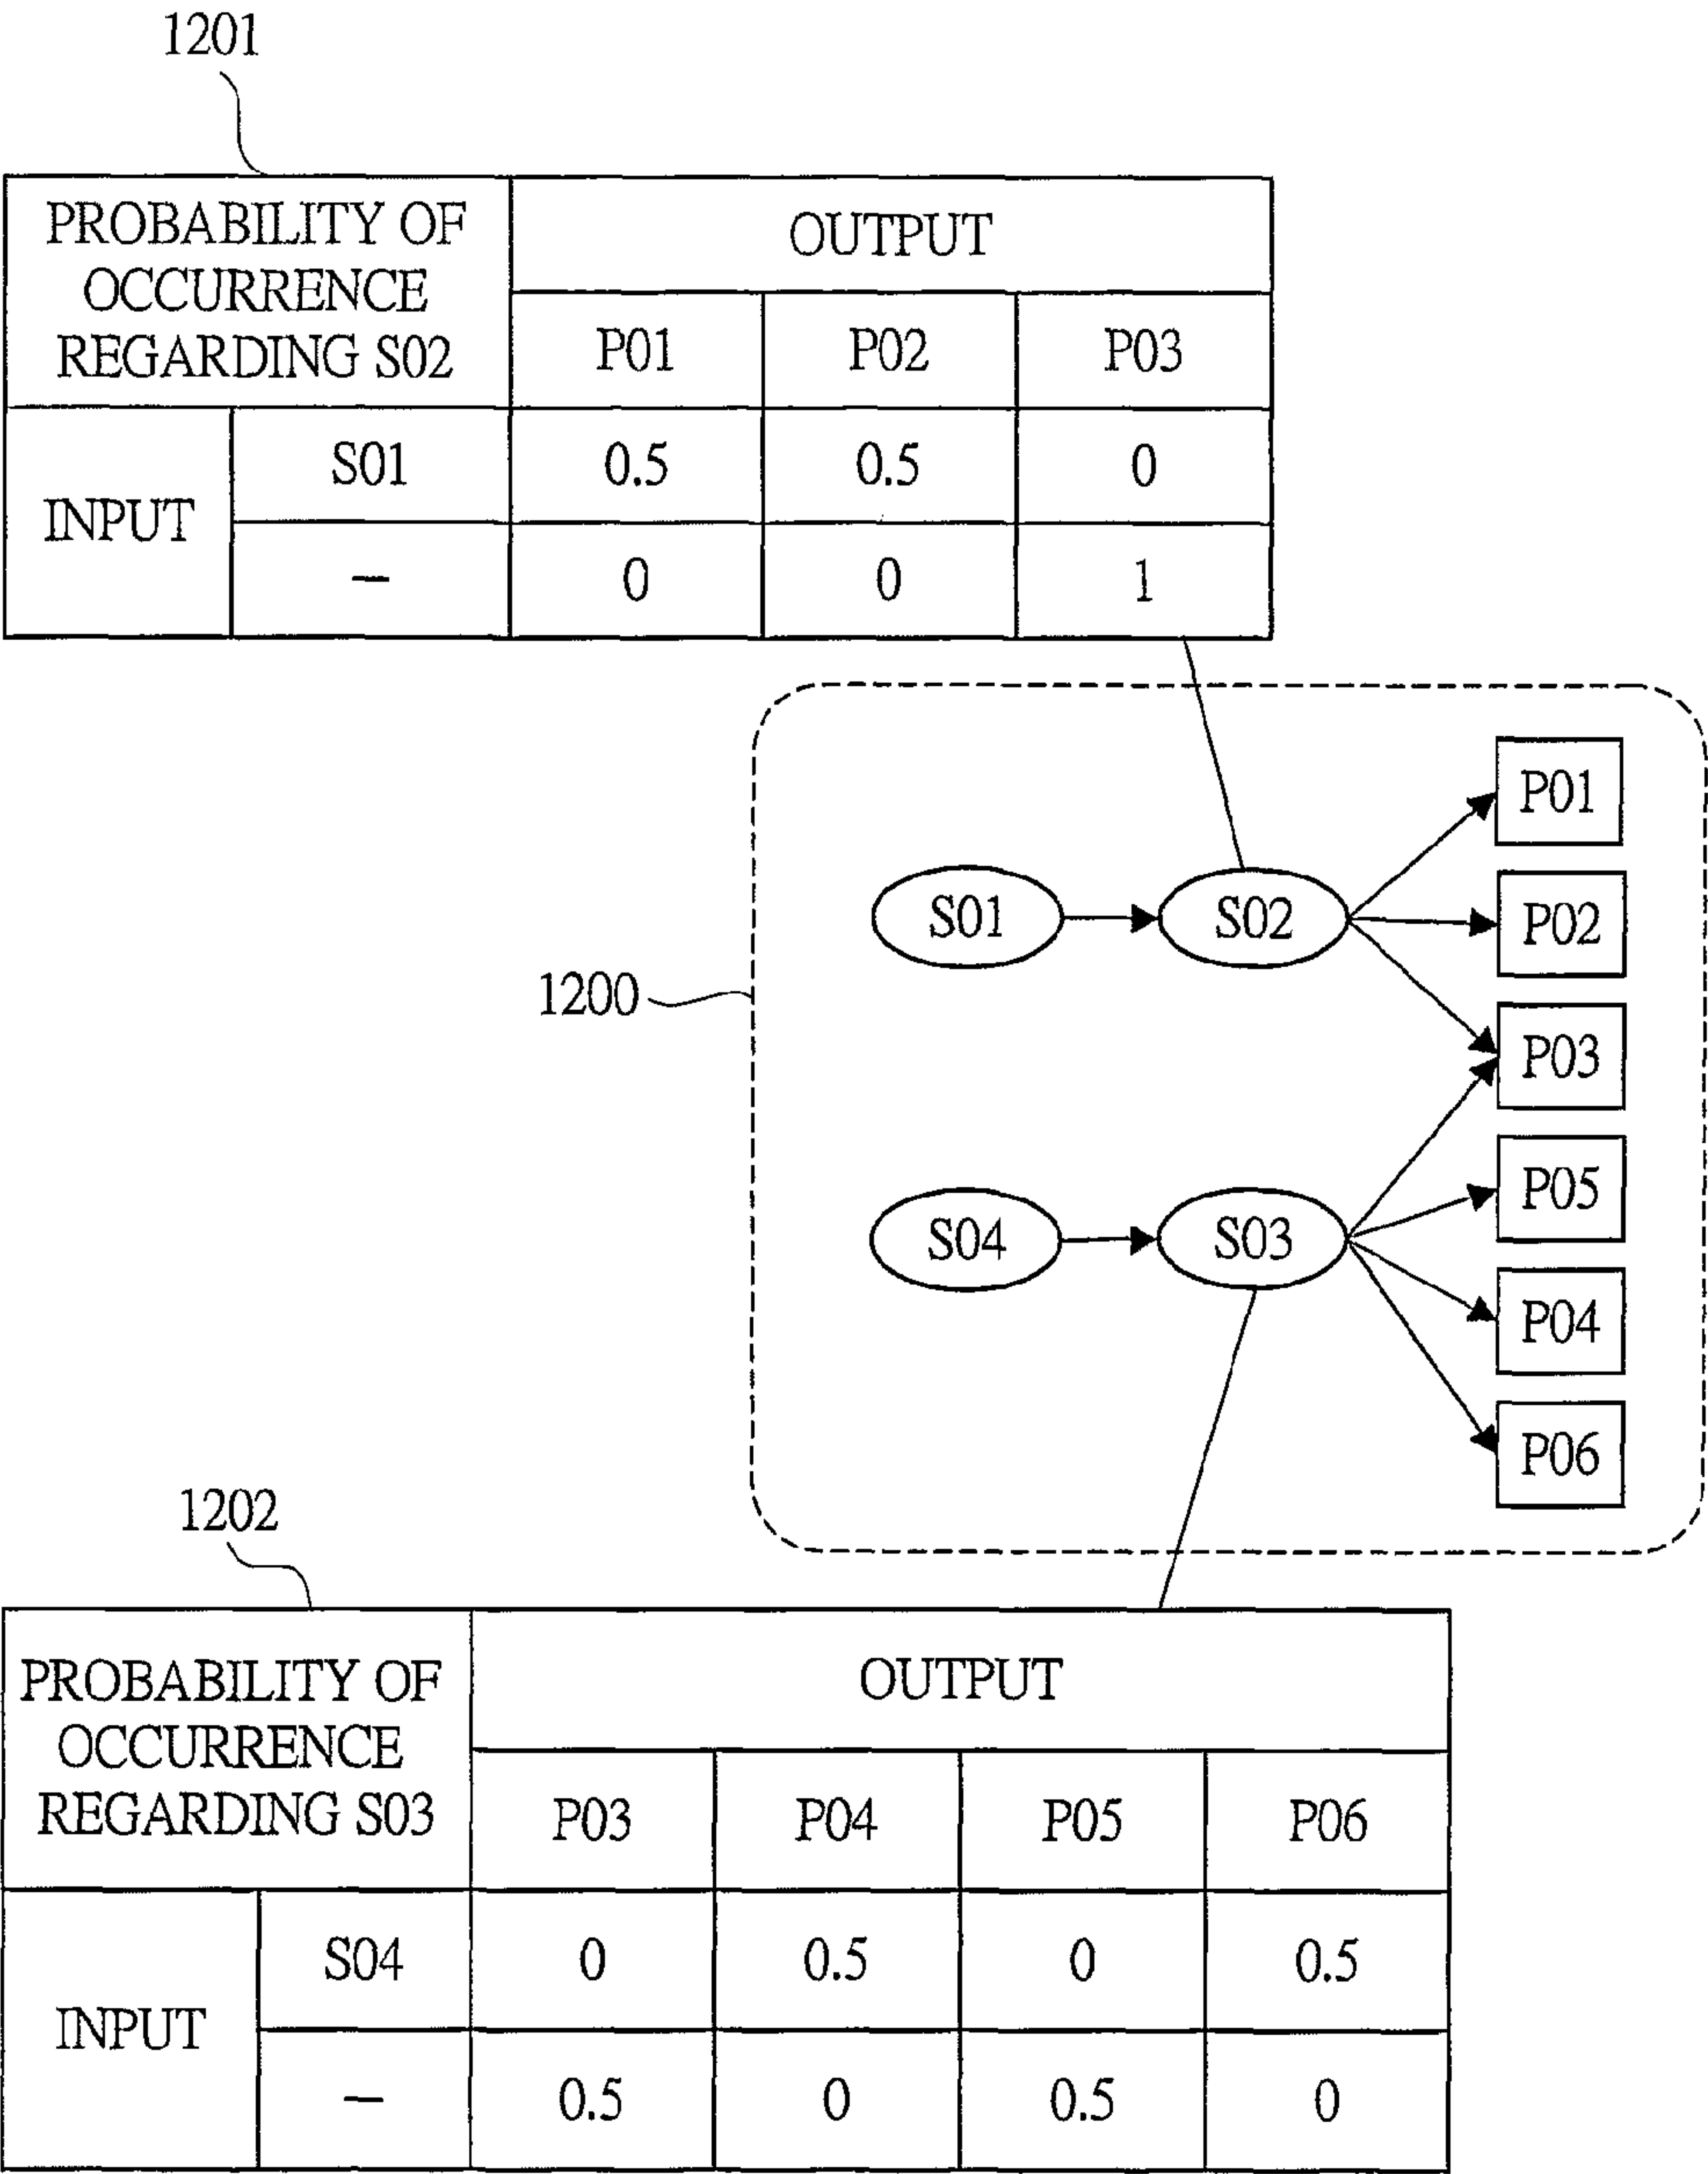 1201
PROBABILITY OF
OCCURRENCE
REGARDING S02
OUTPUT
P01 P02 P03
INPUT
S01 0.5 0.5 0
– 0 0 1
1200
S01 S02
S04 S03
P01
P02
P03
P05
P04
P06
1202
PROBABILITY OF
OCCURRENCE
REGARDING S03
OUTPUT
P03 P04 P05 P06
INPUT
S04 0 0.5 0 0.5
– 0.5 0 0.5 0